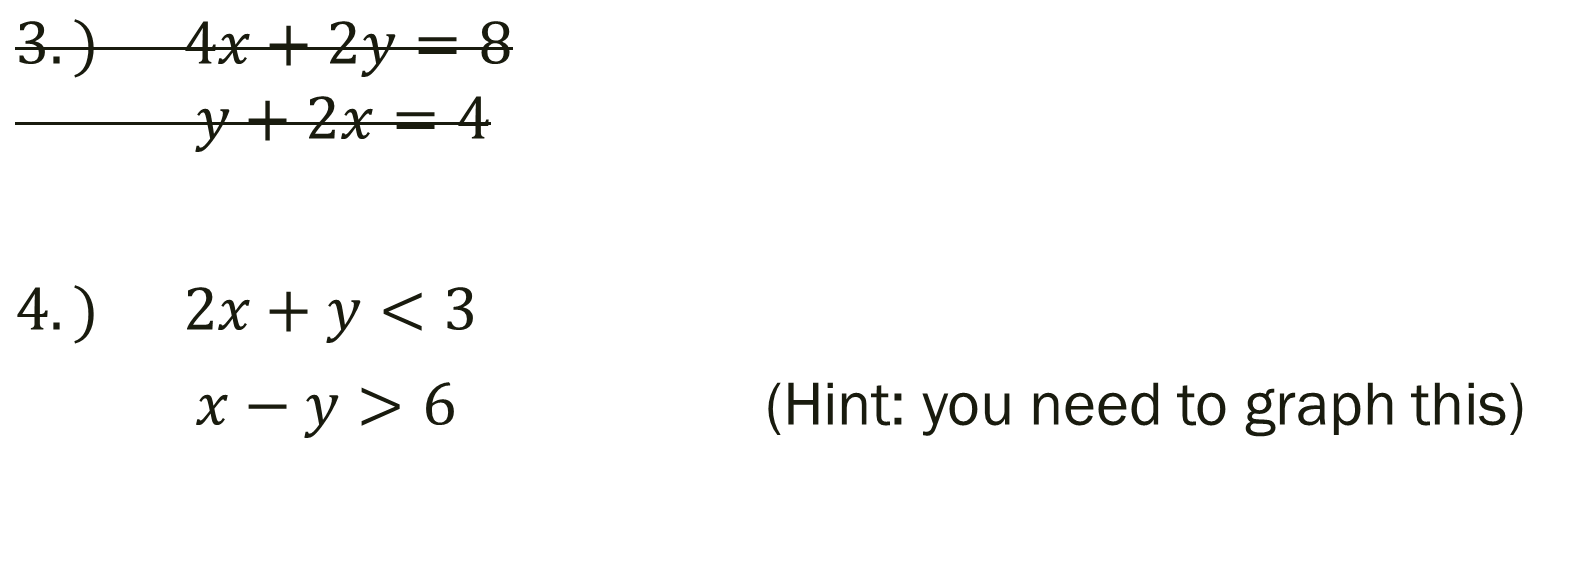 3.) 4x + 2y = 8
y + 2x = 4
4.) 2x + y < 3
x − y > 6 (Hint: you need to graph this)